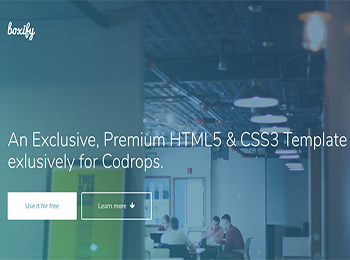 boxify
An Exclusive, Premium HTML5 & CSS3 Template
exlusively for Codrops.
Use it for free
Learn more